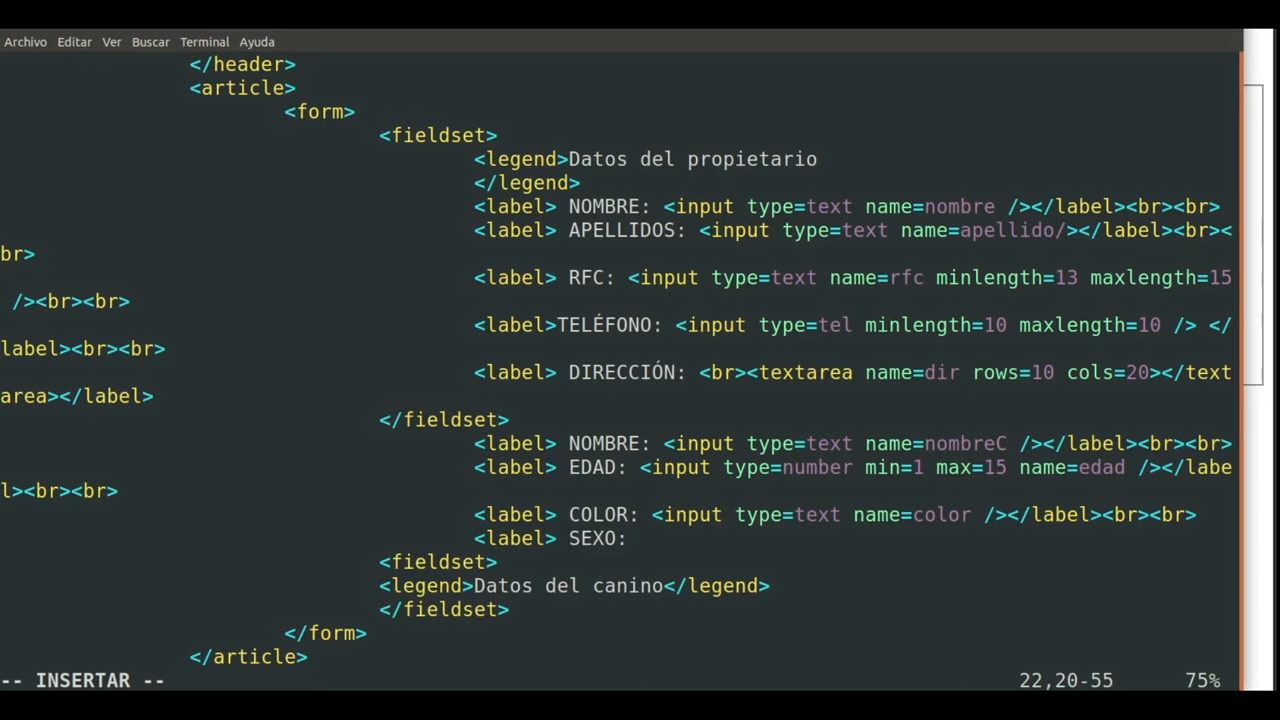 Archivo Editar Ver Buscar Terminal Ayuda
</header>
<article>
<form>
<fieldset>
<legend>Datos del propietario
</legend>
<label> NOMBRE: <input type=text name=nombre /></label><br><br>
<label> APELLIDOS: <input type=text name=apellido/></label><br><
br>
<label> RFC: <input type=text name=rfc minlength=13 maxlength=15
/><br><br>
<label>TELÉFONO: <input type=tel minlength=10 maxlength=10 /> </
label><br><br>
<label> DIRECCIÓN: <br><textarea name=dir rows=10 cols=20></text
area></label>
</fieldset>
<label> NOMBRE: <input type=text name=nombreC /></label><br><br>
<label> EDAD: <input type=number min=1 max=15 name=edad /></labe
l><br><br>
<label> COLOR: <input type=text name=color /></label><br><br>
<label> SEXO:
<fieldset>
<legend>Datos del canino</legend>
</fieldset>
</form>
</article>
-- INSERTAR -- 22,20-55 75%